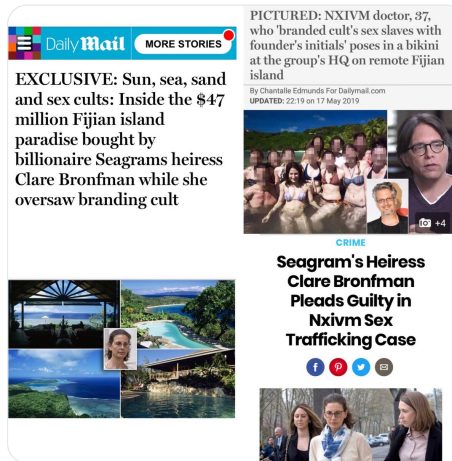 Daily Mail
MORE STORIES
EXCLUSIVE: Sun, sea, sand
and sex cults: Inside the $47
million Fijian island
paradise bought by
billionaire Seagrams heiress
Clare Bronfman while she
oversaw branding cult
PICTURED: NXIVM doctor, 37,
who 'branded cult's sex slaves with
founder's initials' poses in a bikini
at the group's HQ on remote Fijian
island
By Chantalle Edmunds For Dailymail.com
UPDATED: 22:19 on 17 May 2019
+4
CRIME
Seagram's Heiress
Clare Bronfman
Pleads Guilty in
Nxivm Sex
Trafficking Case